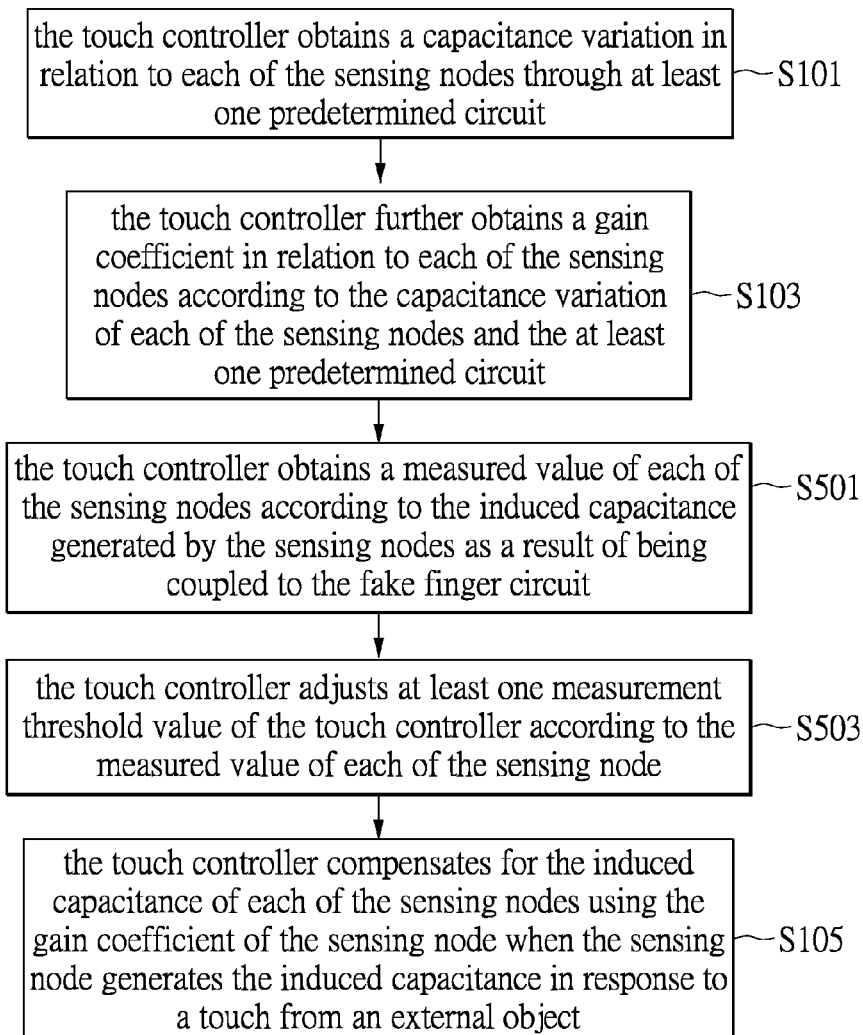 the touch controller obtains a capacitance variation in
relation to each of the sensing nodes through at least
one predetermined circuit
S101
the touch controller further obtains a gain
coefficient in relation to each of the sensing
nodes according to the capacitance variation
of each of the sensing nodes and the at least
one predetermined circuit
S103
the touch controller obtains a measured value of each of
the sensing nodes according to the induced capacitance
generated by the sensing nodes as a result of being
coupled to the fake finger circuit
S501
the touch controller adjusts at least one measurement
threshold value of the touch controller according to the
measured value of each of the sensing node
S503
the touch controller compensates for the induced
capacitance of each of the sensing nodes using the
gain coefficient of the sensing node when the sensing
node generates the induced capacitance in response to
a touch from an external object
S105